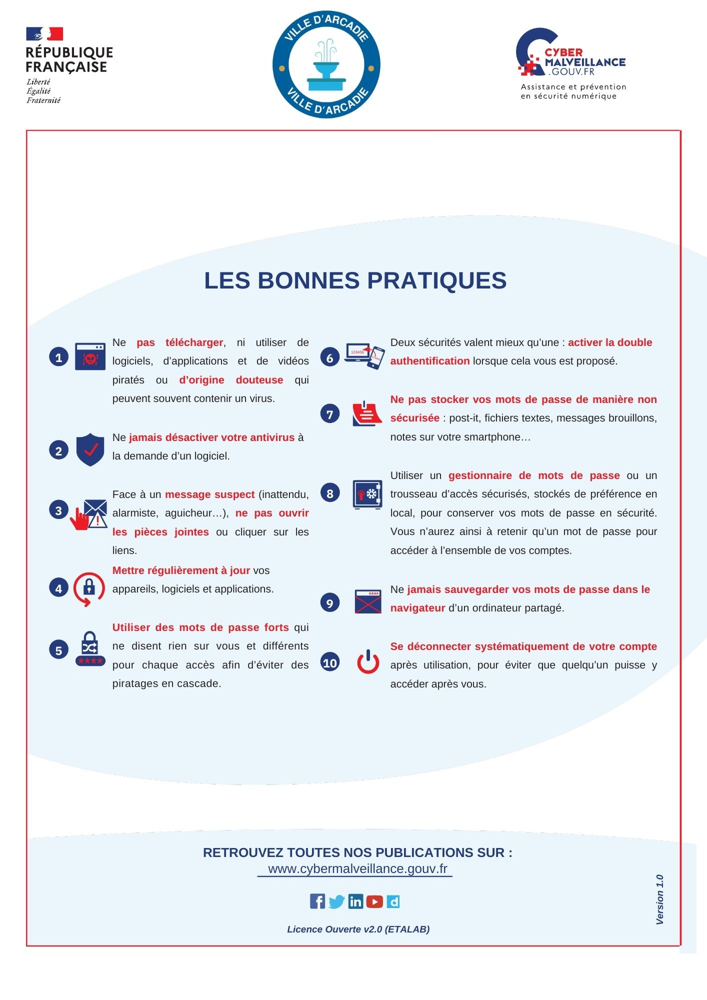 RÉPUBLIQUE
FRANÇAISE
Liberté
Égalité
Fraternité
VILLE D'ARCADIE
VILLE D'ARCADIE
CYBER
MALVEILLANCE
.GOUV.FR
Assistance et prévention
en sécurité numérique
LES BONNES PRATIQUES
1
Ne pas télécharger, ni utiliser de
logiciels, d’applications et de vidéos
piratés ou d’origine douteuse qui
peuvent souvent contenir un virus.
2
Ne jamais désactiver votre antivirus à
la demande d’un logiciel.
3
Face à un message suspect (inattendu,
alarmiste, aguicheur…), ne pas ouvrir
les pièces jointes ou cliquer sur les
liens.
4
Mettre régulièrement à jour vos
appareils, logiciels et applications.
5
****
Utiliser des mots de passe forts qui
ne disent rien sur vous et différents
pour chaque accès afin d’éviter des
piratages en cascade.
6
123456
123456
Deux sécurités valent mieux qu’une : activer la double
authentification lorsque cela vous est proposé.
7
Ne pas stocker vos mots de passe de manière non
sécurisée : post-it, fichiers textes, messages brouillons,
notes sur votre smartphone…
8
Utiliser un gestionnaire de mots de passe ou un
trousseau d’accès sécurisés, stockés de préférence en
local, pour conserver vos mots de passe en sécurité.
Vous n’aurez ainsi à retenir qu’un mot de passe pour
accéder à l’ensemble de vos comptes.
9
****
Ne jamais sauvegarder vos mots de passe dans le
navigateur d’un ordinateur partagé.
10
Se déconnecter systématiquement de votre compte
après utilisation, pour éviter que quelqu’un puisse y
accéder après vous.
RETROUVEZ TOUTES NOS PUBLICATIONS SUR :
www.cybermalveillance.gouv.fr
Licence Ouverte v2.0 (ETALAB)
Version 1.0